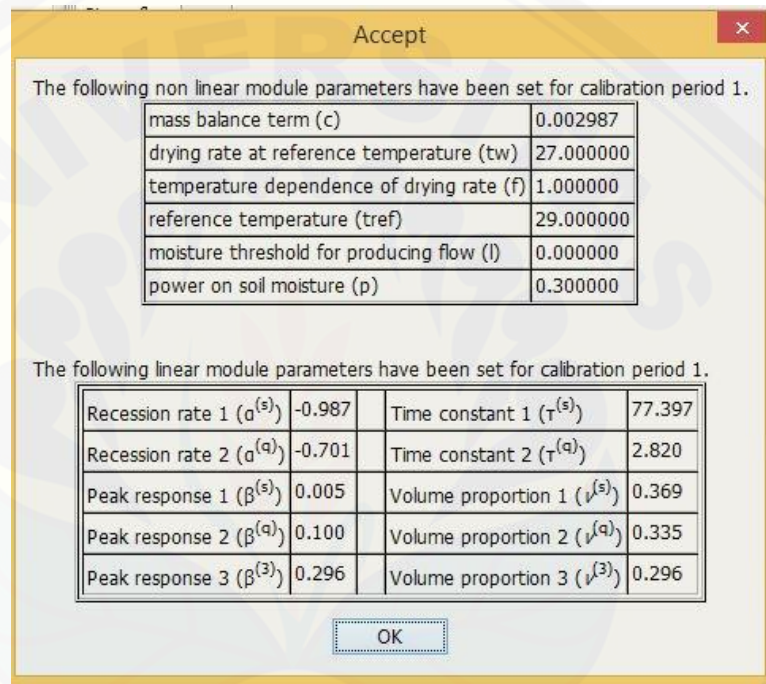 Accept
The following non linear module parameters have been set for calibration period 1.
mass balance term (c) 0.002987
drying rate at reference temperature (tw) 27.000000
temperature dependence of drying rate (f) 1.000000
reference temperature (tref) 29.000000
moisture threshold for producing flow (l) 0.000000
power on soil moisture (p) 0.300000
The following linear module parameters have been set for calibration period 1.
Recession rate 1 (α(s)) -0.987 Time constant 1 (τ(s)) 77.397
Recession rate 2 (α(q)) -0.701 Time constant 2 (τ(q)) 2.820
Peak response 1 (β(s)) 0.005 Volume proportion 1 (ν(s)) 0.369
Peak response 2 (β(q)) 0.100 Volume proportion 2 (ν(q)) 0.335
Peak response 3 (β(3)) 0.296 Volume proportion 3 (ν(3)) 0.296
OK